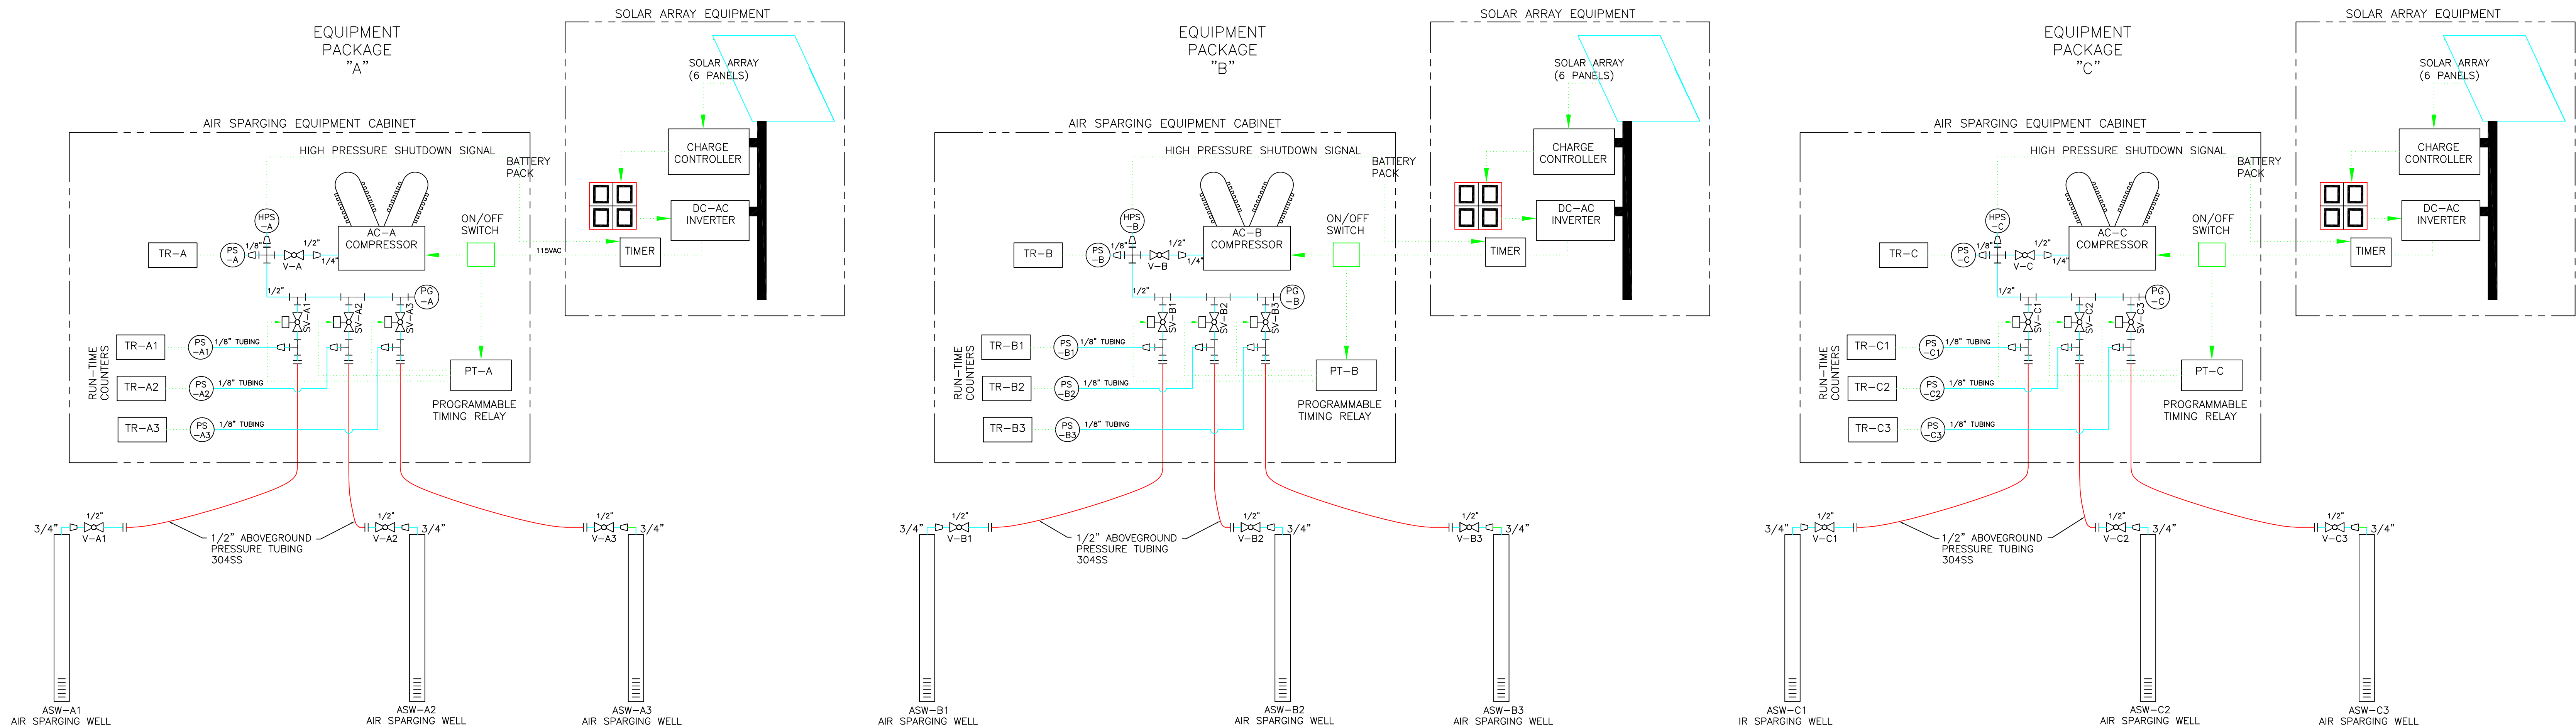 EQUIPMENT
PACKAGE
"A"
SOLAR ARRAY EQUIPMENT
SOLAR ARRAY
(6 PANELS)
AIR SPARGING EQUIPMENT CABINET
HIGH PRESSURE SHUTDOWN SIGNAL
BATTERY
PACK
CHARGE
CONTROLLER
DC-AC
INVERTER
TIMER
115VAC
ON/OFF
SWITCH
AC-A
COMPRESSOR
HPS
-A
TR-A
PS
-A
1/8"
V-A
1/2"
1/4"
1/2"
PG
-A
SV-A1
SV-A2
SV-A3
RUN-TIME
COUNTERS
TR-A1
PS
-A1
1/8" TUBING
TR-A2
PS
-A2
1/8" TUBING
TR-A3
PS
-A3
1/8" TUBING
PT-A
PROGRAMMABLE
TIMING RELAY
3/4"
1/2"
V-A1
1/2" ABOVEGROUND
PRESSURE TUBING
304SS
1/2"
V-A2
3/4"
1/2"
V-A3
3/4"
ASW-A1
AIR SPARGING WELL
ASW-A2
AIR SPARGING WELL
ASW-A3
AIR SPARGING WELL
EQUIPMENT
PACKAGE
"B"
SOLAR ARRAY EQUIPMENT
SOLAR ARRAY
(6 PANELS)
AIR SPARGING EQUIPMENT CABINET
HIGH PRESSURE SHUTDOWN SIGNAL
BATTERY
PACK
CHARGE
CONTROLLER
DC-AC
INVERTER
TIMER
ON/OFF
SWITCH
AC-B
COMPRESSOR
HPS
-B
TR-B
PS
-B
1/8"
V-B
1/2"
1/4"
1/2"
PG
-B
SV-B1
SV-B2
SV-B3
RUN-TIME
COUNTERS
TR-B1
PS
-B1
1/8" TUBING
TR-B2
PS
-B2
1/8" TUBING
TR-B3
PS
-B3
1/8" TUBING
PT-B
PROGRAMMABLE
TIMING RELAY
3/4"
1/2"
V-B1
1/2" ABOVEGROUND
PRESSURE TUBING
304SS
1/2"
V-B2
3/4"
1/2"
V-B3
3/4"
ASW-B1
AIR SPARGING WELL
ASW-B2
AIR SPARGING WELL
ASW-B3
AIR SPARGING WELL
EQUIPMENT
PACKAGE
"C"
SOLAR ARRAY EQUIPMENT
SOLAR ARRAY
(6 PANELS)
AIR SPARGING EQUIPMENT CABINET
HIGH PRESSURE SHUTDOWN SIGNAL
BATTERY
PACK
CHARGE
CONTROLLER
DC-AC
INVERTER
TIMER
ON/OFF
SWITCH
AC-C
COMPRESSOR
HPS
-C
TR-C
PS
-C
1/8"
V-C
1/2"
1/4"
1/2"
PG
-C
SV-C1
SV-C2
SV-C3
RUN-TIME
COUNTERS
TR-C1
PS
-C1
1/8" TUBING
TR-C2
PS
-C2
1/8" TUBING
TR-C3
PS
-C3
1/8" TUBING
PT-C
PROGRAMMABLE
TIMING RELAY
3/4"
1/2"
V-C1
1/2" ABOVEGROUND
PRESSURE TUBING
304SS
1/2"
V-C2
3/4"
1/2"
V-C3
3/4"
ASW-C1
IR SPARGING WELL
ASW-C2
AIR SPARGING WELL
ASW-C3
AIR SPARGING WELL